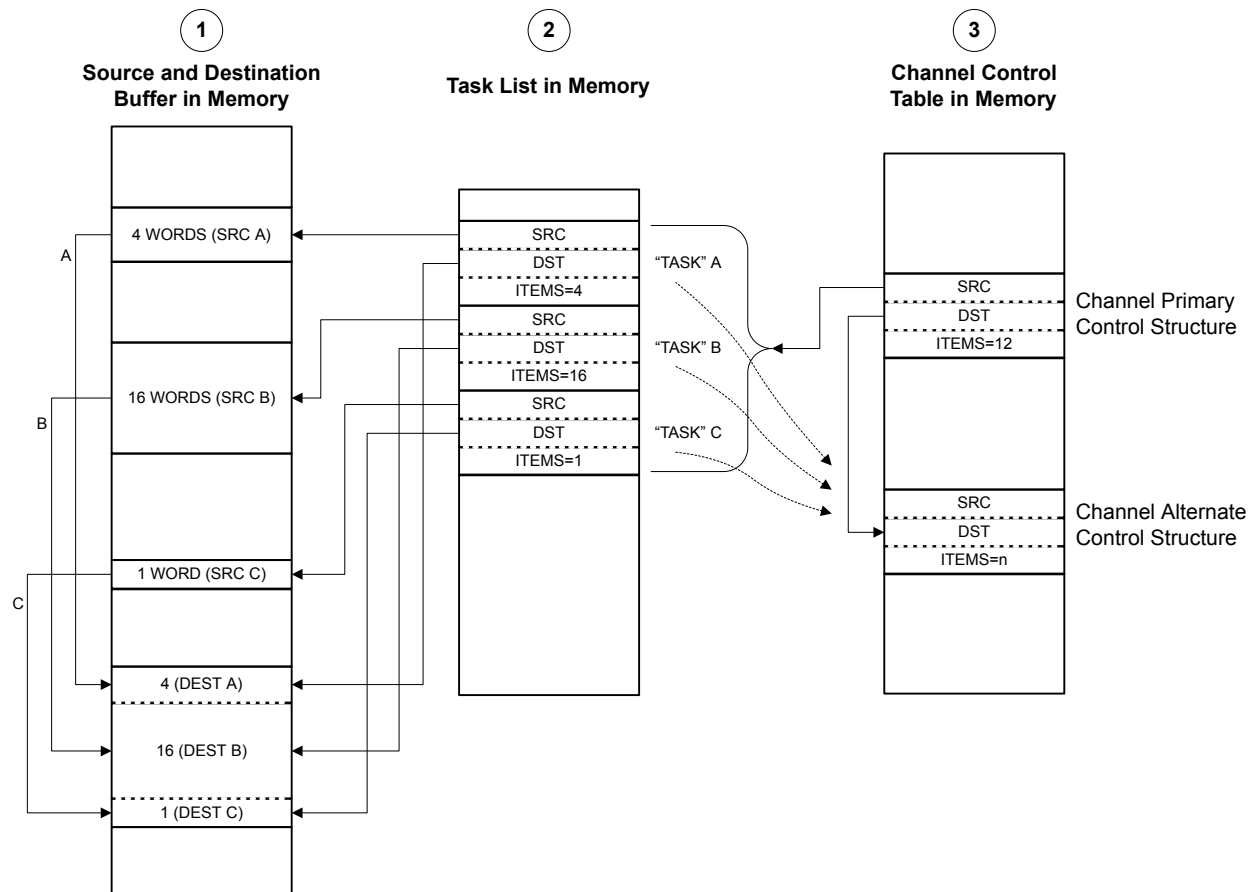 1
Source and Destination
Buffer in Memory
2
Task List in Memory
3
Channel Control
Table in Memory
A
4 WORDS (SRC A)
B
16 WORDS (SRC B)
C
1 WORD (SRC C)
4 (DEST A)
16 (DEST B)
1 (DEST C)
SRC
DST
ITEMS=4
SRC
DST
ITEMS=16
SRC
DST
ITEMS=1
“TASK” A
“TASK” B
“TASK” C
SRC
DST
ITEMS=12
Channel Primary
Control Structure
SRC
DST
ITEMS=n
Channel Alternate
Control Structure